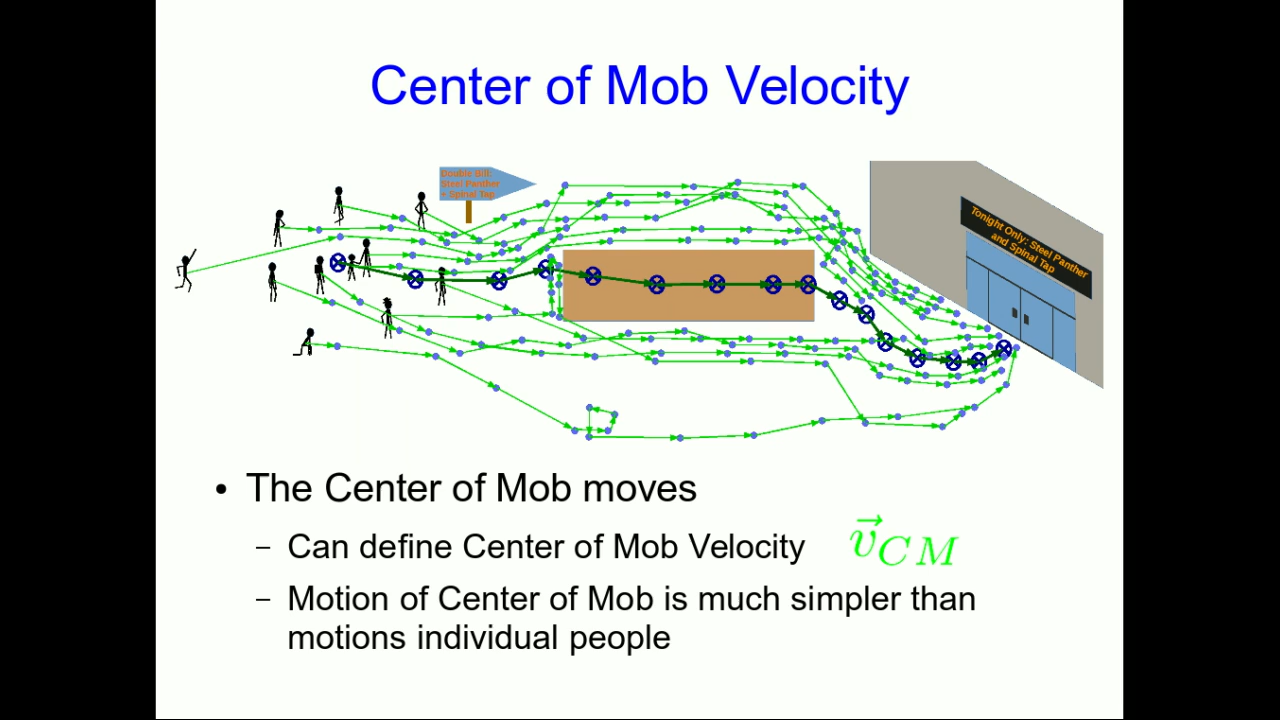 Center of Mob Velocity
Double Bill:
Steel Panther
+ Spinal Tap
Tonight Only: Steel Panther
and Spinal Tap
• The Center of Mob moves
– Can define Center of Mob Velocity
v⃗CM
– Motion of Center of Mob is much simpler than
motions individual people